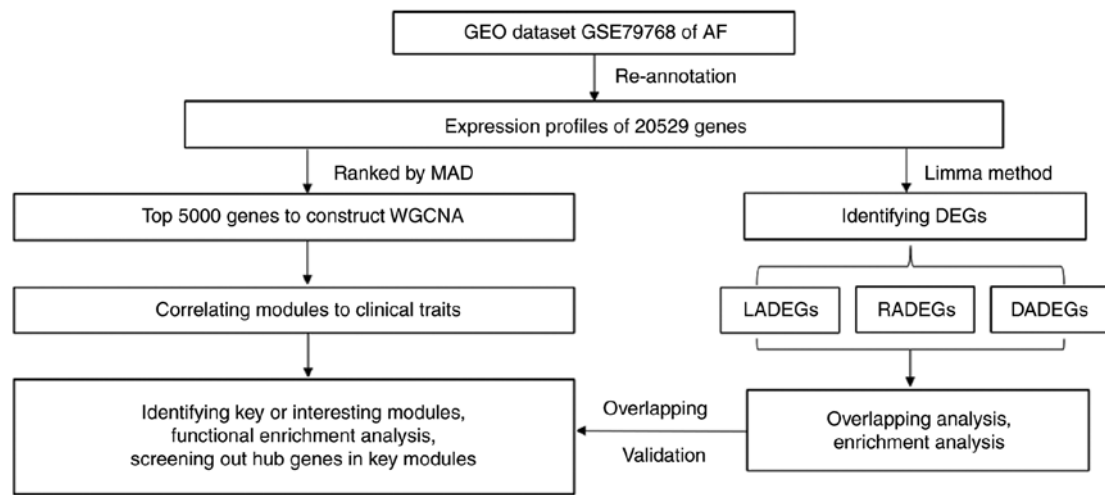 GEO dataset GSE79768 of AF
Re-annotation
Expression profiles of 20529 genes
Ranked by MAD
Limma method
Top 5000 genes to construct WGCNA
Identifying DEGs
Correlating modules to clinical traits
LADEGs
RADEGs
DADEGs
Identifying key or interesting modules,
functional enrichment analysis,
screening out hub genes in key modules
Overlapping
Validation
Overlapping analysis,
enrichment analysis